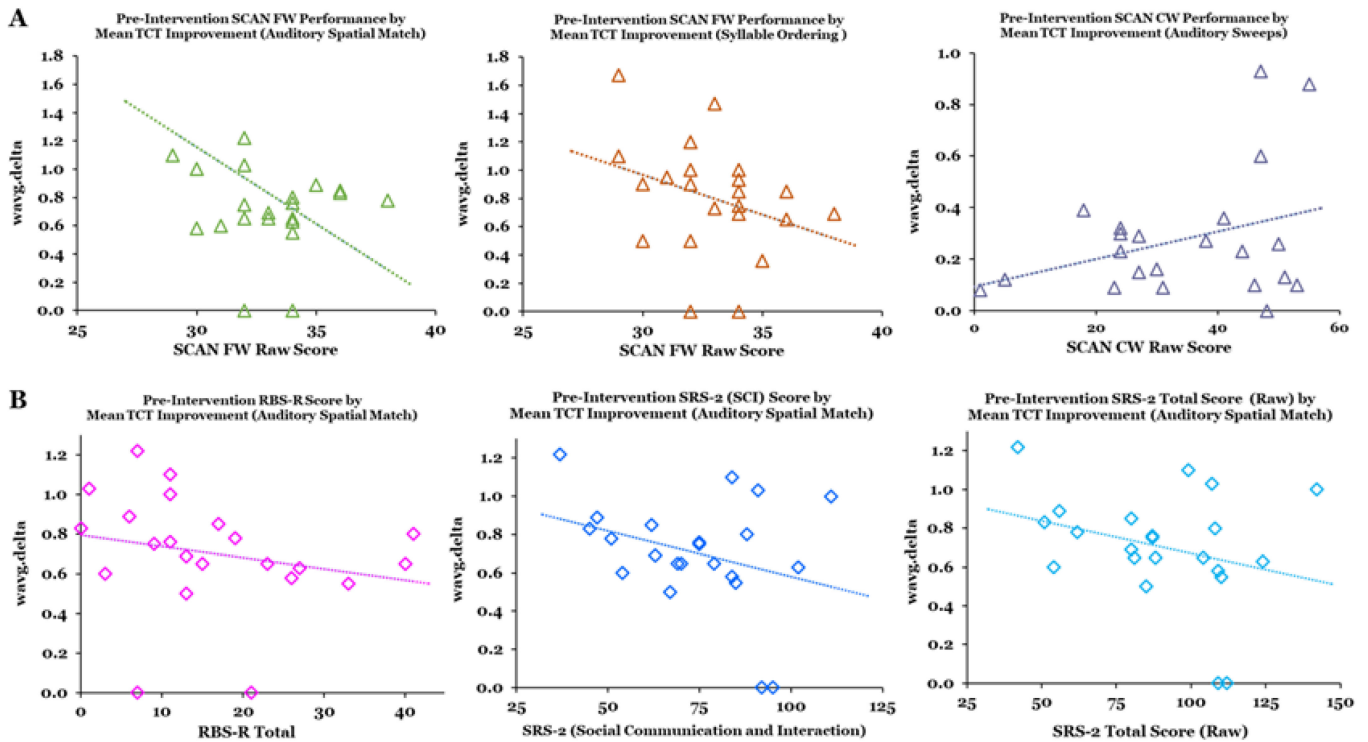 A
Pre-Intervention SCAN FW Performance by
Mean TCT Improvement (Auditory Spatial Match)
wavg.delta
1.8
1.6
1.4
1.2
1.0
0.8
0.6
0.4
0.2
0.0
25
30
35
40
SCAN FW Raw Score
Pre-Intervention SCAN FW Performance by
Mean TCT Improvement (Syllable Ordering )
wavg.delta
1.8
1.6
1.4
1.2
1.0
0.8
0.6
0.4
0.2
0.0
25
30
35
40
SCAN FW Raw Score
Pre-Intervention SCAN CW Performance by
Mean TCT Improvement (Auditory Sweeps)
wavg.delta
1.0
0.8
0.6
0.4
0.2
0.0
0
20
40
60
SCAN CW Raw Score
B
Pre-Intervention RBS-R Score by
Mean TCT Improvement (Auditory Spatial Match)
wavg.delta
1.2
1.0
0.8
0.6
0.4
0.2
0.0
0
10
20
30
40
RBS-R Total
Pre-Intervention SRS-2 (SCI) Score by
Mean TCT Improvement (Auditory Spatial Match)
wavg.delta
1.2
1.0
0.8
0.6
0.4
0.2
0.0
25
50
75
100
125
SRS-2 (Social Communication and Interaction)
Pre-Intervention SRS-2 Total Score (Raw) by
Mean TCT Improvement (Auditory Spatial Match)
wavg.delta
1.2
1.0
0.8
0.6
0.4
0.2
0.0
25
50
75
100
125
150
SRS-2 Total Score (Raw)